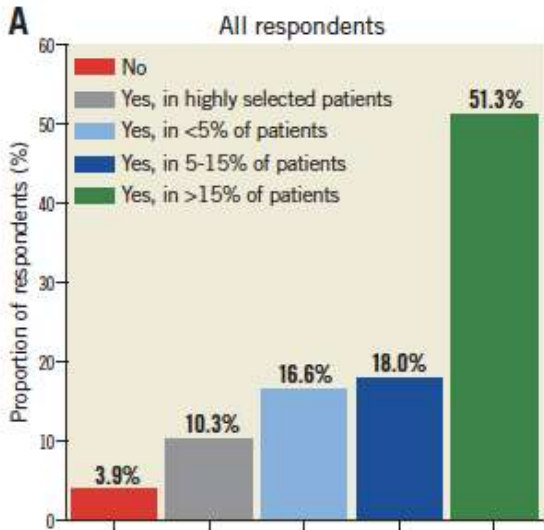 A
All respondents
Proportion of respondents (%)
60
50
40
30
20
10
0
No
Yes, in highly selected patients
Yes, in <5% of patients
Yes, in 5-15% of patients
Yes, in >15% of patients
3.9%
10.3%
16.6%
18.0%
51.3%